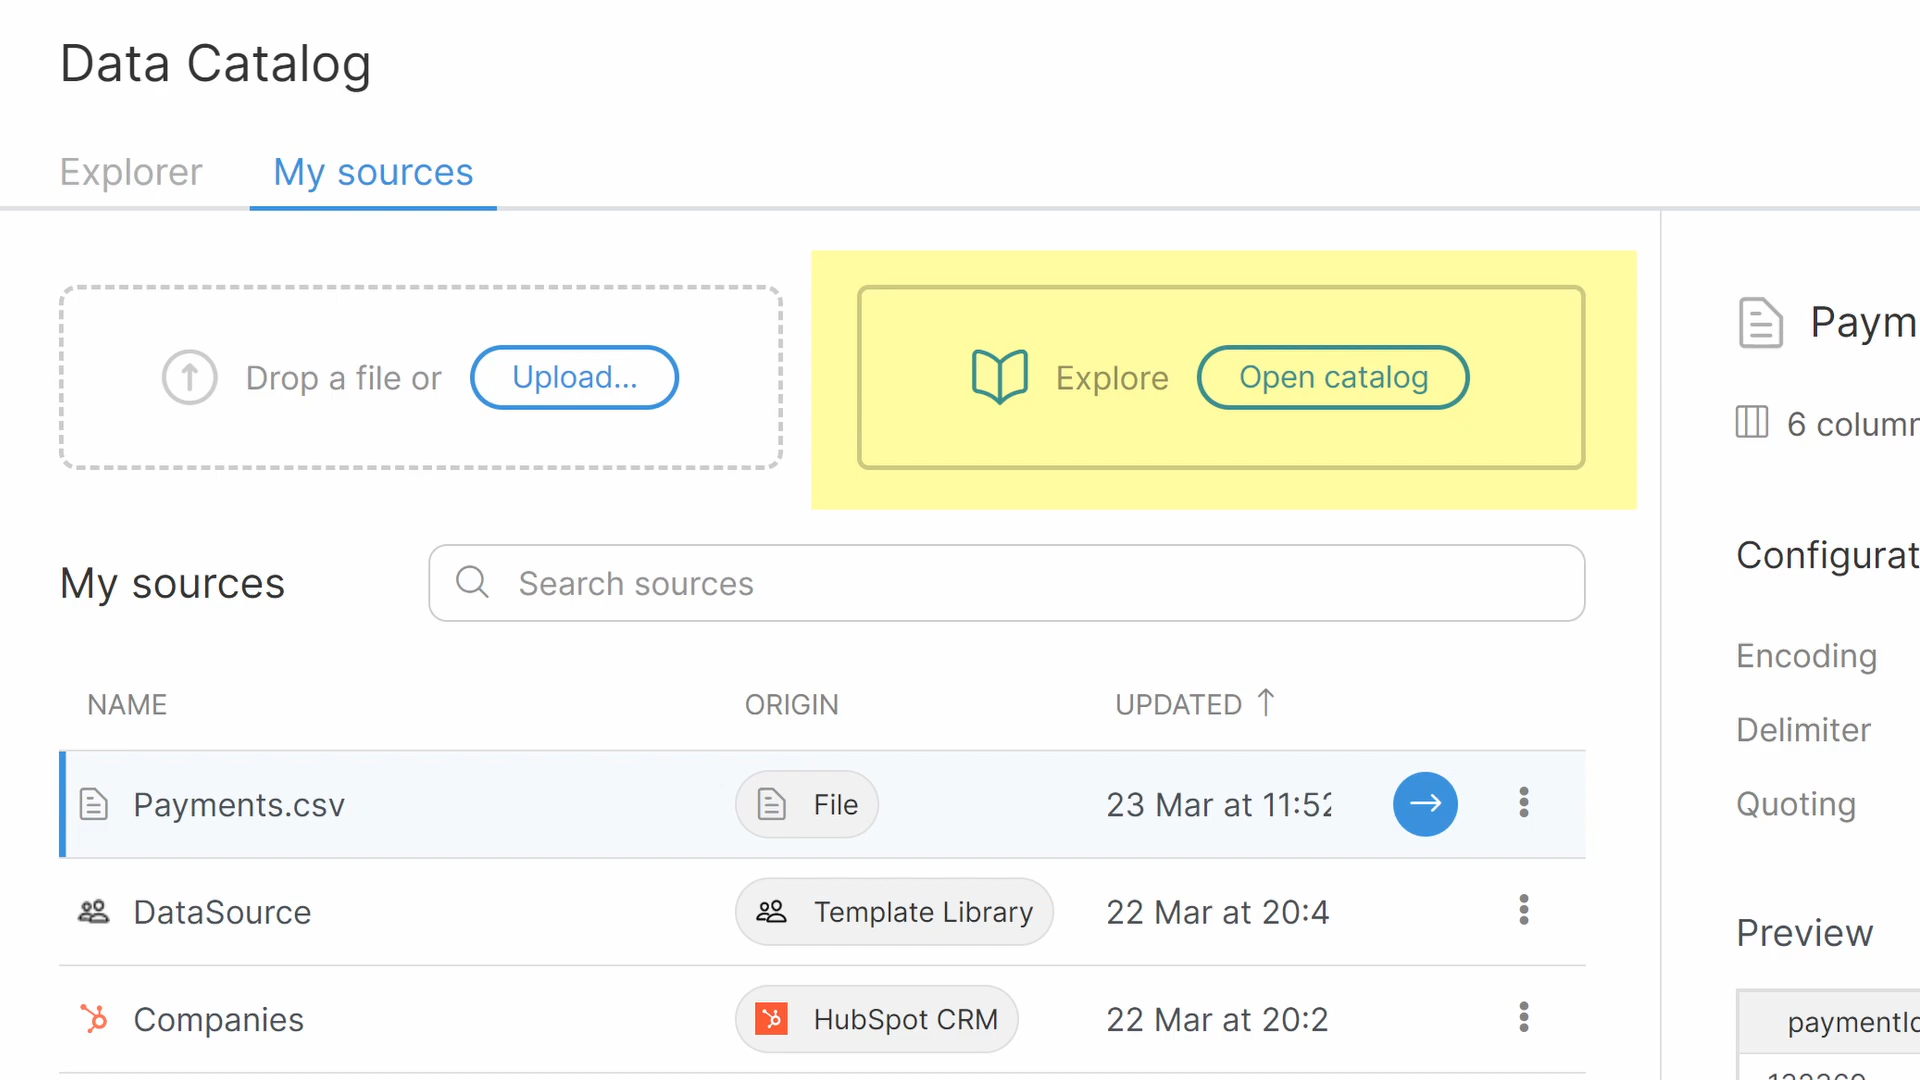 Data Catalog
Explorer
My sources
Drop a file or
Upload...
Explore
Open catalog
My sources
Search sources
NAME
ORIGIN
UPDATED
Payments.csv
File
23 Mar at 11:52
DataSource
Template Library
22 Mar at 20:4
Companies
HubSpot CRM
22 Mar at 20:2
Paym
6 column
Configurat
Encoding
Delimiter
Quoting
Preview